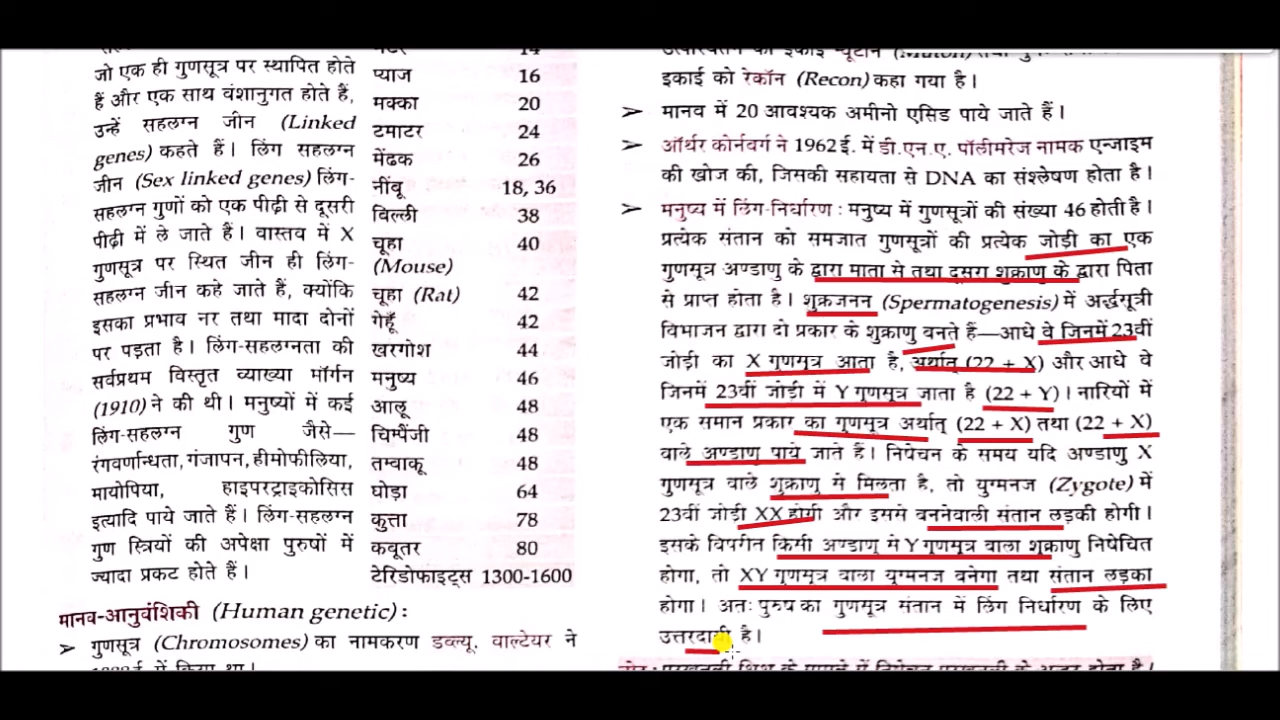 जो एक ही गुणसूत्र पर स्थापित होते
हैं और एक साथ वंशानुगत होते हैं,
उन्हें सहलग्न जीन (Linked
genes) कहते हैं। लिंग सहलग्न
जीन (Sex linked genes) लिंग-
सहलग्न गुणों को एक पीढ़ी से दूसरी
पीढ़ी में ले जाते हैं। वास्तव में X
गुणसूत्र पर स्थित जीन ही लिंग-
सहलग्न जीन कहे जाते हैं, क्योंकि
इसका प्रभाव नर तथा मादा दोनों
पर पड़ता है। लिंग-सहलग्नता की
सर्वप्रथम विस्तृत व्याख्या मॉर्गन
(1910) ने की थी। मनुष्यों में कई
लिंग-सहलग्न गुण जैसे—
रंगवर्णान्धता, गंजापन, हीमोफीलिया,
मायोपिया, हाइपरट्राइकोसिस
इत्यादि पाये जाते हैं। लिंग-सहलग्न
गुण स्त्रियों की अपेक्षा पुरुषों में
ज्यादा प्रकट होते हैं।
14
प्याज 16
मक्का 20
टमाटर 24
मेंढक 26
नींबू 18, 36
बिल्ली 38
चूहा 40
(Mouse)
चूहा (Rat) 42
गेहूँ 42
खरगोश 44
मनुष्य 46
आलू 48
चिम्पैंजी 48
तम्बाकू 48
घोड़ा 64
कुत्ता 78
कबूतर 80
टेरिडोफाइट्स 1300-1600
मानव-आनुवंशिकी (Human genetic) :
➢ गुणसूत्र (Chromosomes) का नामकरण डब्ल्यू. वाल्टेयर ने
में किया था।
इकाई को रेकॉन (Recon) कहा गया है।
➢ मानव में 20 आवश्यक अमीनो एसिड पाये जाते हैं।
➢ ऑर्थर कोर्नबर्ग ने 1962 ई. में डी.एन.ए. पॉलीमरेज नामक एन्जाइम
की खोज की, जिसकी सहायता से DNA का संश्लेषण होता है।
➢ मनुष्य में लिंग-निर्धारण : मनुष्य में गुणसूत्रों की संख्या 46 होती है।
प्रत्येक संतान को समजात गुणसूत्रों की प्रत्येक जोड़ी का एक
गुणसूत्र अण्डाणु के द्वारा माता से तथा दूसरा शुक्राणु के द्वारा पिता
से प्राप्त होता है। शुक्रजनन (Spermatogenesis) में अर्द्धसूत्री
विभाजन द्वारा दो प्रकार के शुक्राणु बनते हैं—आधे वे जिनमें 23वीं
जोड़ी का X गुणसूत्र आता है, अर्थात् (22 + X) और आधे वे
जिनमें 23वीं जोड़ी में Y गुणसूत्र जाता है (22 + Y)। नारियों में
एक समान प्रकार का गुणसूत्र अर्थात् (22 + X) तथा (22 + X)
वाले अण्डाणु पाये जाते हैं। निषेचन के समय यदि अण्डाणु X
गुणसूत्र वाले शुक्राणु से मिलता है, तो युग्मनज (Zygote) में
23वीं जोड़ी XX होगी और इससे बननेवाली संतान लड़की होगी।
इसके विपरीत किसी अण्डाणु में Y गुणसूत्र वाला शुक्राणु निषेचित
होगा, तो XY गुणसूत्र वाला युग्मनज बनेगा तथा संतान लड़का
होगा। अतः पुरुष का गुणसूत्र संतान में लिंग निर्धारण के लिए
उत्तरदायी है।